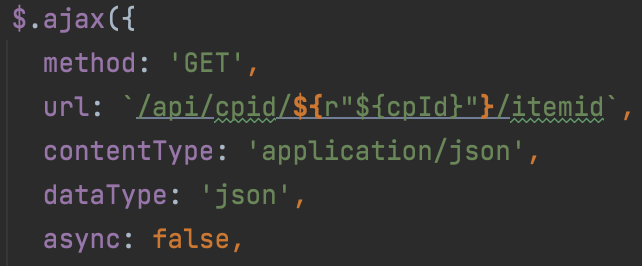 $.ajax({
method: 'GET',
url: `/api/cpid/${r"${cpId}"}/itemid`,
contentType: 'application/json',
dataType: 'json',
async: false,